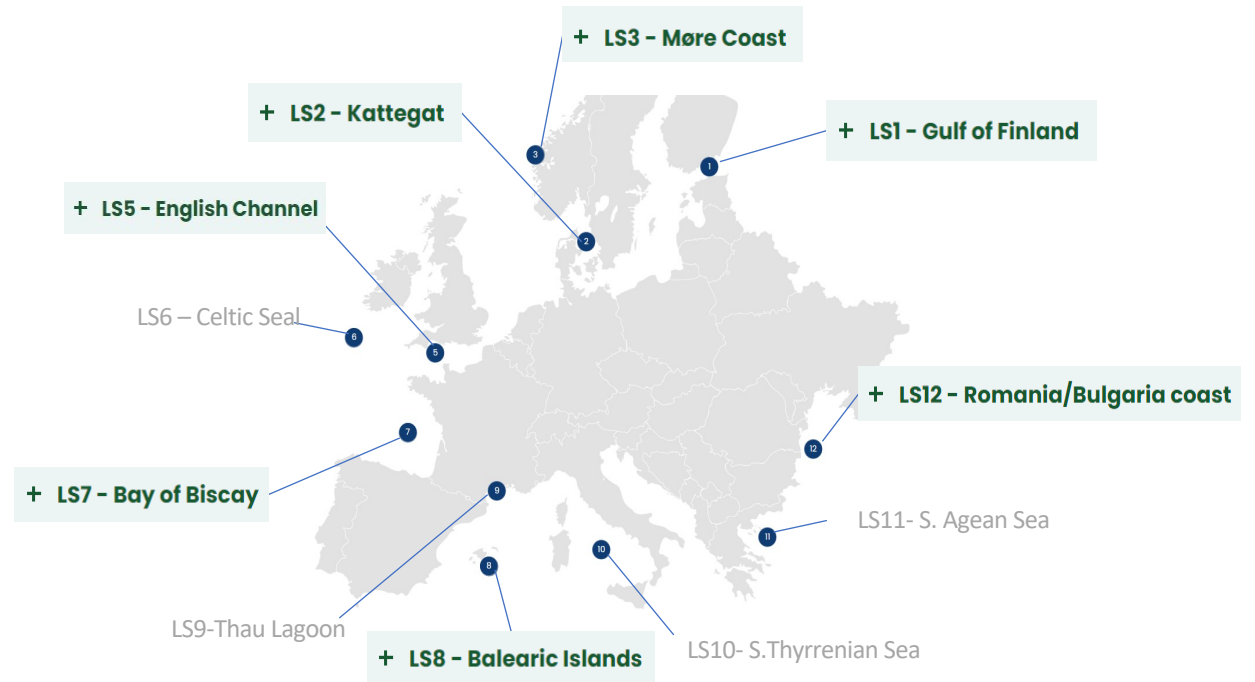 + LS3 – Møre Coast
+ LS2 – Kattegat
+ LS1 – Gulf of Finland
3
1
+ LS5 – English Channel
2
LS6 – Celtic Seal
6
5
+ LS12 – Romania/Bulgaria coast
7
12
+ LS7 – Bay of Biscay
9
LS11- S. Agean Sea
11
10
8
LS9-Thau Lagoon
+ LS8 – Balearic Islands
LS10- S.Thyrrenian Sea